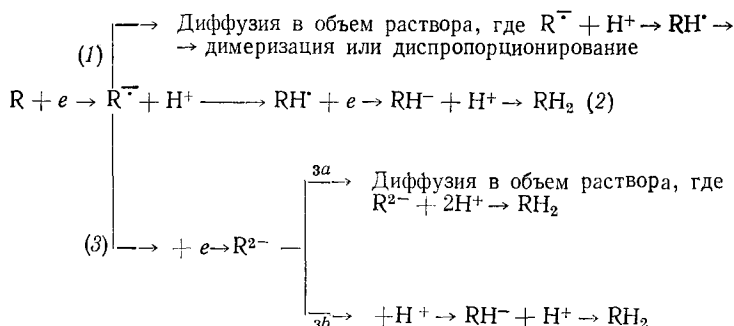 → Диффузия в объем раствора, где R⨪ + H⁺ → RH˙ →
(1) → димеризация или диспропорционирование
R + e → R⨪ + H⁺ → RH˙ + e → RH⁻ + H⁺ → RH₂ (2)
3a → Диффузия в объем раствора, где
R²⁻ + 2H⁺ → RH₂
(3) → + e → R²⁻ —
3b → +H⁺ → RH⁻ + H⁺ → RH₂